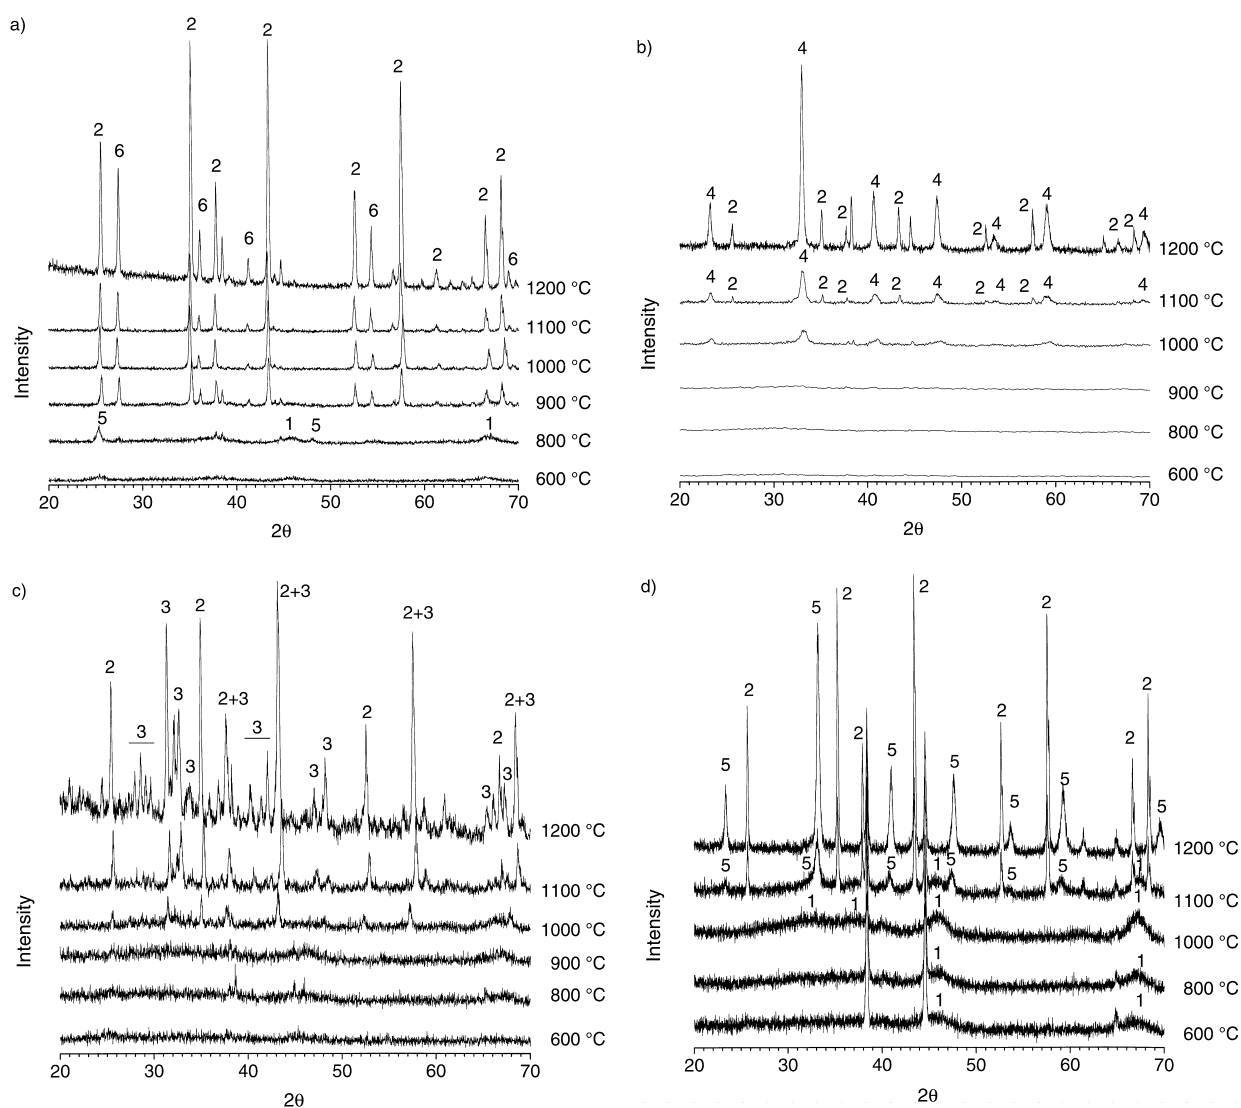 a)
2 2
2
2 6
2 2
2 6 2 6
6 2 6
1200 °C
1100 °C
1000 °C
900 °C
5 1 5 1
800 °C
600 °C
20 30 40 50 60 70
2θ
Intensity
b)
4
4 2 2 2 4 2 4 2 4 2 4 2 2 4
1200 °C
4 2 4 2 2 4 2 4 2 4 2 4 4
1100 °C
1000 °C
900 °C
800 °C
600 °C
20 30 40 50 60 70
2θ
Intensity
c)
2+3
3 2 2+3
2
3 2+3 2 2+3
3 3 3 2
3 3 3 3
1200 °C
1100 °C
1000 °C
900 °C
800 °C
600 °C
20 30 40 50 60 70
2θ
Intensity
d)
5 2 2 2
2 2 2
5 2 5 5 5 5 2 5
1200 °C
5 5 5 1 5 5 5 1
1100 °C
1 1 1 1
1000 °C
1 1
800 °C
1 1
600 °C
20 30 40 50 60 70
2θ
Intensity